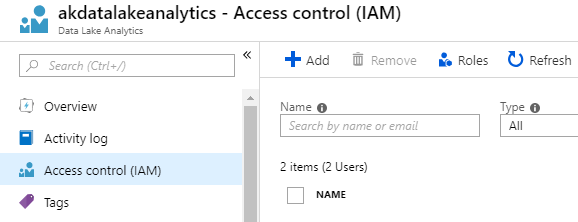 akdatalakeanalytics - Access control (IAM)
Data Lake Analytics
Search (Ctrl+/)
«
Overview
Activity log
Access control (IAM)
Tags
Add Remove Roles Refresh
Name Type
Search by name or email All
2 items (2 Users)
NAME